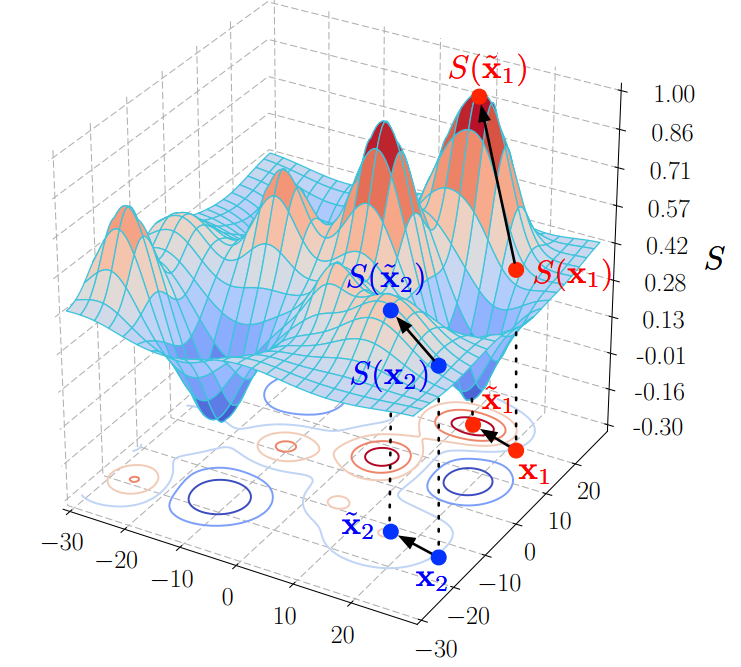 S(x̃₁)
1.00
0.86
0.71
0.57
0.42
0.28
0.13
-0.01
-0.16
-0.30
S
S(x₁)
S(x̃₂)
S(x₂)
x̃₁
x₁
x̃₂
x₂
−30
−20
−10
0
10
20
−30
−20
−10
0
10
20